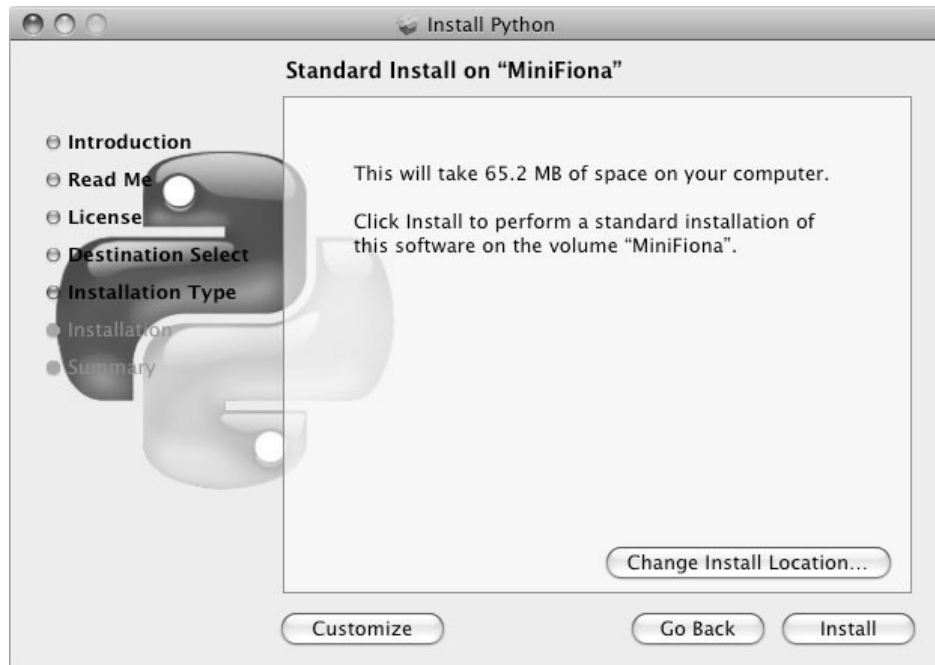 Install Python
Standard Install on “MiniFiona”
Introduction
Read Me
License
Destination Select
Installation Type
Installation
Summary
This will take 65.2 MB of space on your computer.
Click Install to perform a standard installation of
this software on the volume “MiniFiona”.
Change Install Location...
Customize
Go Back
Install